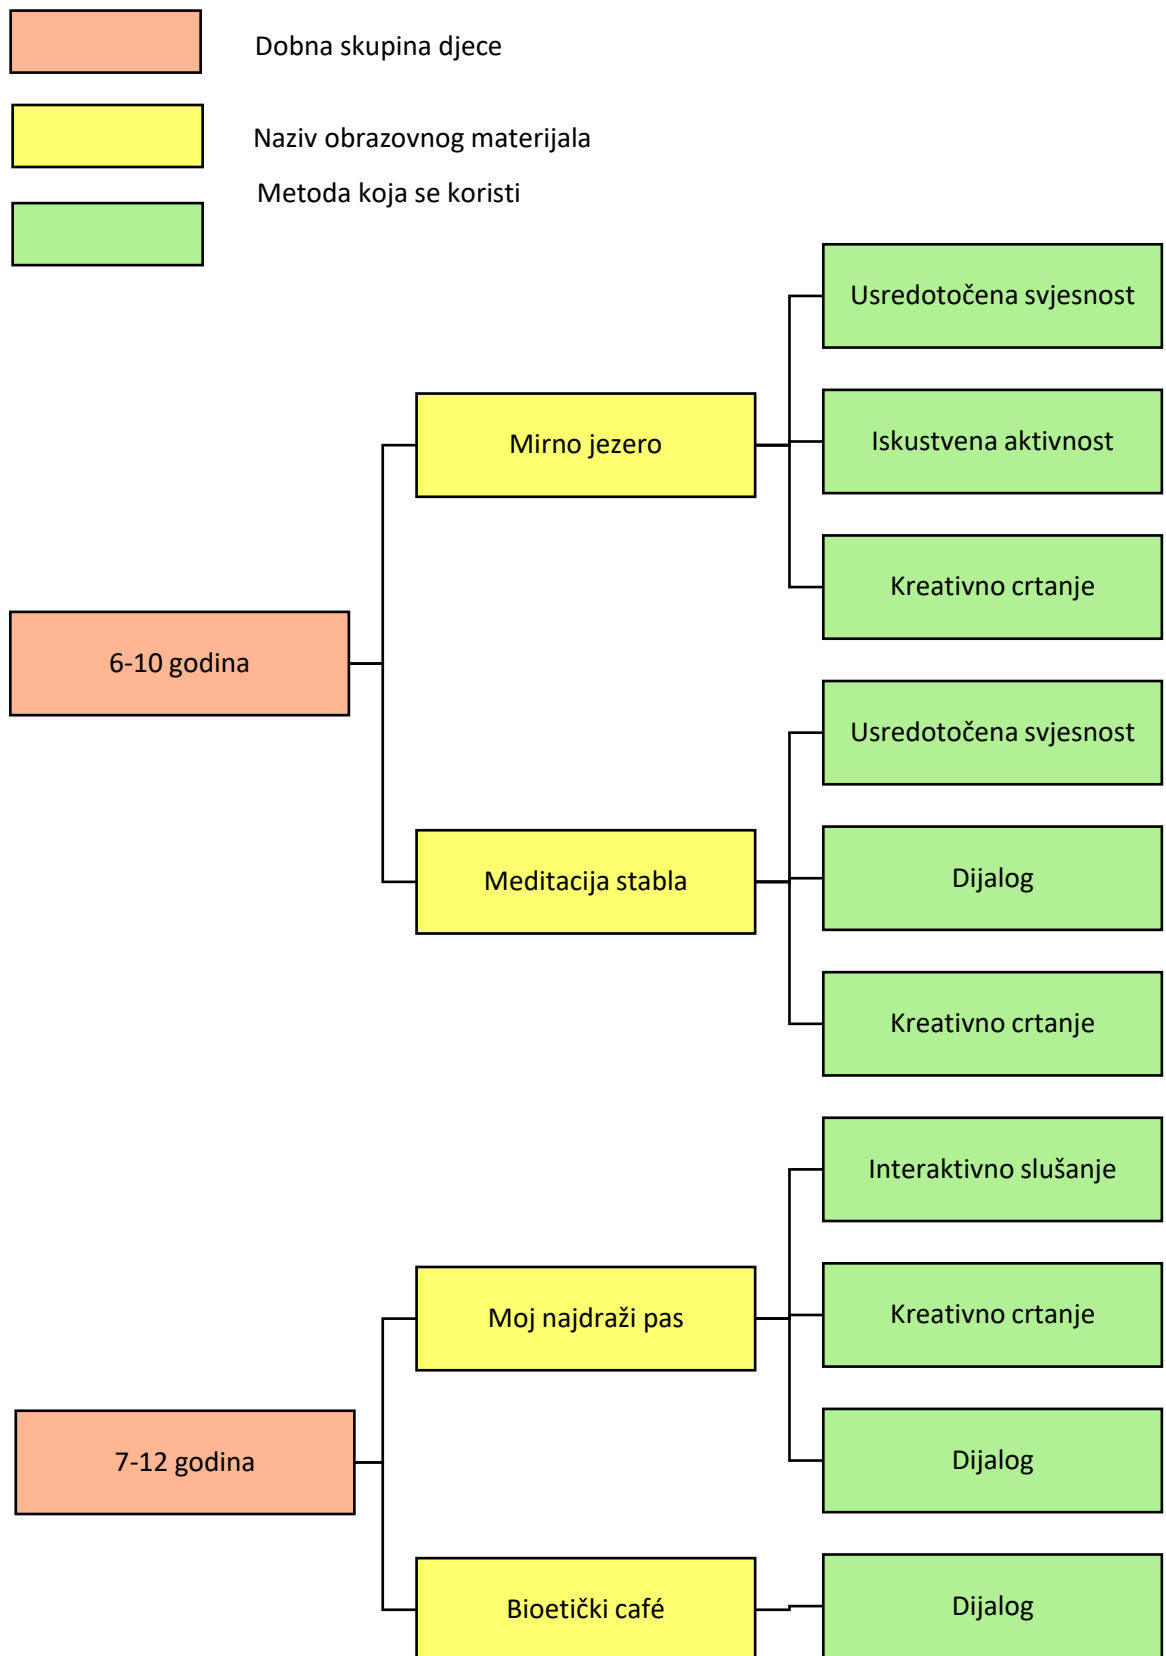 Dobna skupina djece
Naziv obrazovnog materijala
Metoda koja se koristi
Usredotočena svjesnost
Mirno jezero
Iskustvena aktivnost
Kreativno crtanje
6-10 godina
Usredotočena svjesnost
Meditacija stabla
Dijalog
Kreativno crtanje
Interaktivno slušanje
Moj najdraži pas
Kreativno crtanje
7-12 godina
Dijalog
Bioetički café
Dijalog